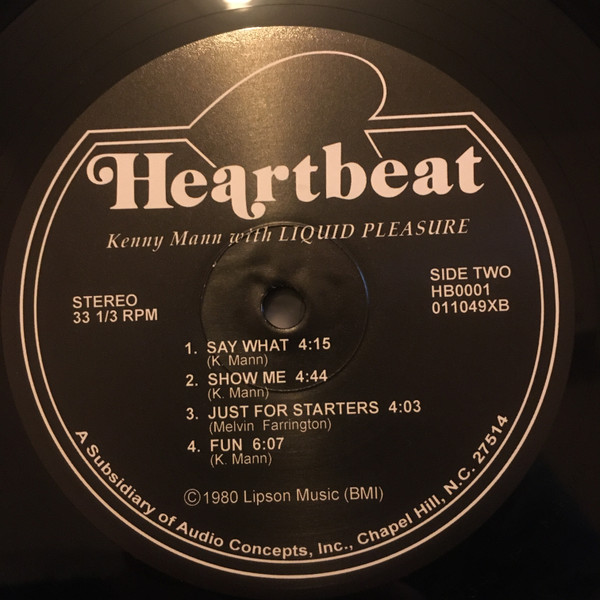 Heartbeat
Kenny Mann with LIQUID PLEASURE
STEREO
33 1/3 RPM
SIDE TWO
HB0001
011049XB
1. SAY WHAT 4:15
(K. Mann)
2. SHOW ME 4:44
(K. Mann)
3. JUST FOR STARTERS 4:03
(Melvin Farrington)
4. FUN 6:07
(K. Mann)
©1980 Lipson Music (BMI)
A Subsidiary of Audio Concepts, Inc., Chapel Hill, N.C. 27514